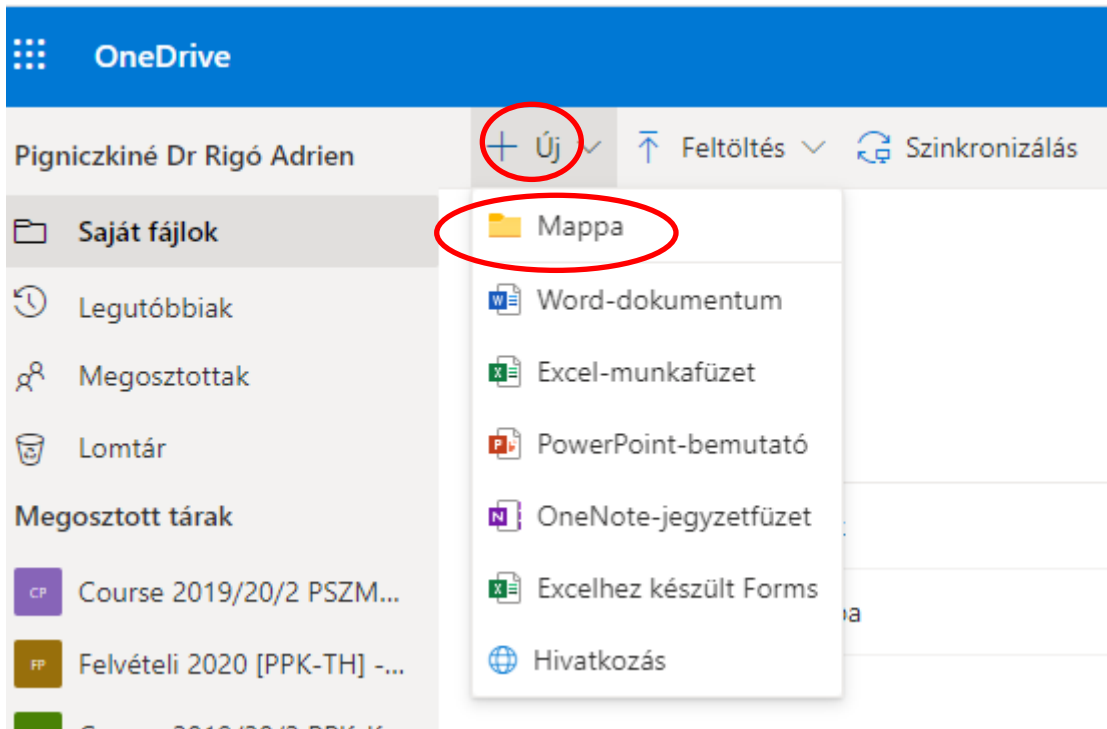 OneDrive
Pigniczkiné Dr Rigó Adrien
Új
Feltöltés
Szinkronizálás
Saját fájlok
Legutóbbiak
Megosztottak
Lomtár
Megosztott tárak
CP
Course 2019/20/2 PSZM...
FP
Felvételi 2020 [PPK-TH] -...
Mappa
Word-dokumentum
Excel-munkafüzet
PowerPoint-bemutató
OneNote-jegyzetfüzet
Excelhez készült Forms
Hivatkozás